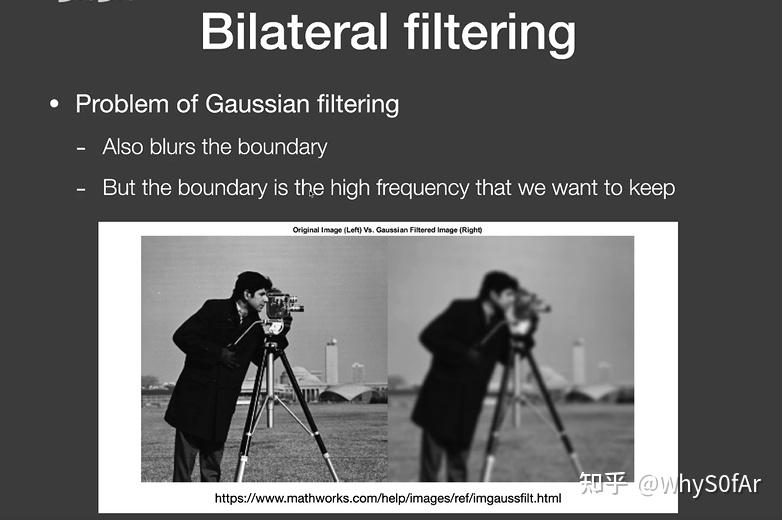 Bilateral filtering
• Problem of Gaussian filtering
- Also blurs the boundary
- But the boundary is the high frequency that we want to keep
Original Image (Left) Vs. Gaussian Filtered Image (Right)
https://www.mathworks.com/help/images/ref/imgaussfilt.html
知乎 @WhyS0fAr